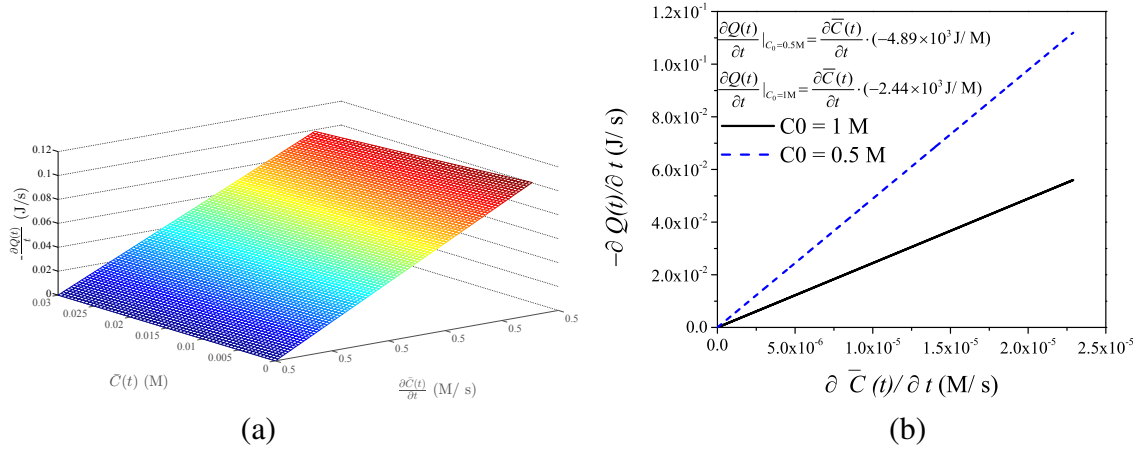 0.12
0.1
0.08
0.06
0.04
0.02
0
-∂Q(t)/t (J/s)
0.03
0.025
0.02
0.015
0.01
0.005
0
C̄(t) (M)
0.5
0.5
0.5
0.5
0.5
0.5
∂C̄(t)/∂t (M/ s)
(a)
1.2x10⁻¹
1.0x10⁻¹
8.0x10⁻²
6.0x10⁻²
4.0x10⁻²
2.0x10⁻²
0.0
−∂ Q(t)/∂ t (J/ s)
∂Q(t)/∂t |C₀=0.5M = ∂C̄(t)/∂t ·(−4.89×10³J/ M)
∂Q(t)/∂t |C₀=1M = ∂C̄(t)/∂t ·(−2.44×10³J/ M)
C0 = 1 M
C0 = 0.5 M
0.0
5.0x10⁻⁶
1.0x10⁻⁵
1.5x10⁻⁵
2.0x10⁻⁵
2.5x10⁻⁵
∂ C̄ (t)/∂ t (M/ s)
(b)